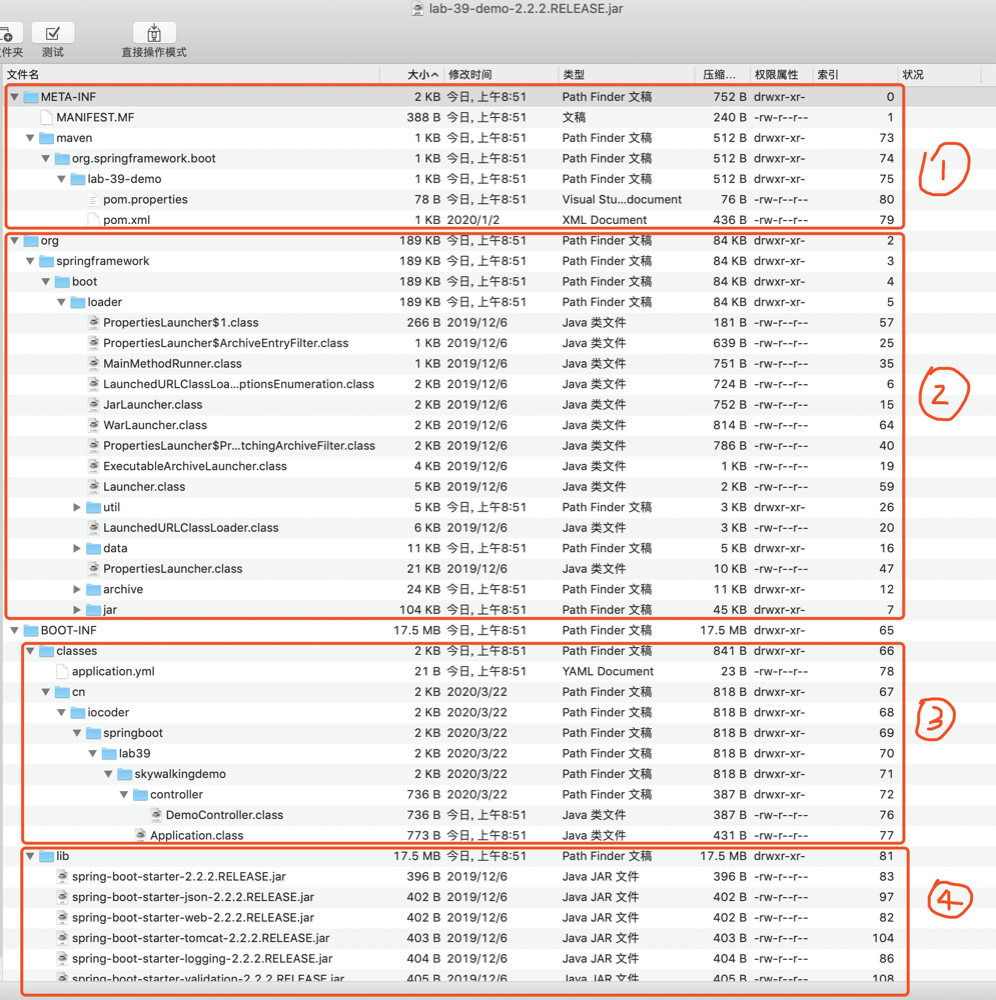 lab-39-demo-2.2.2.RELEASE.jar
件夹 测试 直接操作模式
文件名 大小 修改时间 类型 压缩... 权限属性 索引 状况
META-INF 2 KB 今日, 上午8:51 Path Finder 文稿 752 B drwxr-xr- 0
MANIFEST.MF 388 B 今日, 上午8:51 文稿 240 B -rw-r--r-- 1
maven 1 KB 今日, 上午8:51 Path Finder 文稿 512 B drwxr-xr- 73
org.springframework.boot 1 KB 今日, 上午8:51 Path Finder 文稿 512 B drwxr-xr- 74
lab-39-demo 1 KB 今日, 上午8:51 Path Finder 文稿 512 B drwxr-xr- 75
pom.properties 78 B 今日, 上午8:51 Visual Stu...document 76 B -rw-r--r-- 80
pom.xml 1 KB 2020/1/2 XML Document 436 B -rw-r--r-- 79
1
org 189 KB 今日, 上午8:51 Path Finder 文稿 84 KB drwxr-xr- 2
springframework 189 KB 今日, 上午8:51 Path Finder 文稿 84 KB drwxr-xr- 3
boot 189 KB 今日, 上午8:51 Path Finder 文稿 84 KB drwxr-xr- 4
loader 189 KB 今日, 上午8:51 Path Finder 文稿 84 KB drwxr-xr- 5
PropertiesLauncher$1.class 266 B 2019/12/6 Java 类文件 181 B -rw-r--r-- 57
PropertiesLauncher$ArchiveEntryFilter.class 1 KB 2019/12/6 Java 类文件 639 B -rw-r--r-- 25
MainMethodRunner.class 1 KB 2019/12/6 Java 类文件 751 B -rw-r--r-- 35
LaunchedURLClassLoa...ptionsEnumeration.class 2 KB 2019/12/6 Java 类文件 724 B -rw-r--r-- 6
JarLauncher.class 2 KB 2019/12/6 Java 类文件 752 B -rw-r--r-- 15
WarLauncher.class 2 KB 2019/12/6 Java 类文件 814 B -rw-r--r-- 64
PropertiesLauncher$Pr...tchingArchiveFilter.class 2 KB 2019/12/6 Java 类文件 786 B -rw-r--r-- 40
ExecutableArchiveLauncher.class 4 KB 2019/12/6 Java 类文件 1 KB -rw-r--r-- 19
Launcher.class 5 KB 2019/12/6 Java 类文件 2 KB -rw-r--r-- 59
util 5 KB 今日, 上午8:51 Path Finder 文稿 3 KB drwxr-xr- 26
LaunchedURLClassLoader.class 6 KB 2019/12/6 Java 类文件 3 KB -rw-r--r-- 20
data 11 KB 今日, 上午8:51 Path Finder 文稿 5 KB drwxr-xr- 16
PropertiesLauncher.class 21 KB 2019/12/6 Java 类文件 10 KB -rw-r--r-- 47
archive 24 KB 今日, 上午8:51 Path Finder 文稿 11 KB drwxr-xr- 12
jar 104 KB 今日, 上午8:51 Path Finder 文稿 45 KB drwxr-xr- 7
2
BOOT-INF 17.5 MB 今日, 上午8:51 Path Finder 文稿 17.5 MB drwxr-xr- 65
classes 2 KB 今日, 上午8:51 Path Finder 文稿 841 B drwxr-xr- 66
application.yml 21 B 今日, 上午8:51 YAML Document 23 B -rw-r--r-- 78
cn 2 KB 2020/3/22 Path Finder 文稿 818 B drwxr-xr- 67
iocoder 2 KB 2020/3/22 Path Finder 文稿 818 B drwxr-xr- 68
springboot 2 KB 2020/3/22 Path Finder 文稿 818 B drwxr-xr- 69
lab39 2 KB 2020/3/22 Path Finder 文稿 818 B drwxr-xr- 70
skywalkingdemo 2 KB 2020/3/22 Path Finder 文稿 818 B drwxr-xr- 71
controller 736 B 2020/3/22 Path Finder 文稿 387 B drwxr-xr- 72
DemoController.class 736 B 今日, 上午8:51 Java 类文件 387 B -rw-r--r-- 76
Application.class 773 B 今日, 上午8:51 Java 类文件 431 B -rw-r--r-- 77
3
lib 17.5 MB 今日, 上午8:51 Path Finder 文稿 17.5 MB drwxr-xr- 81
spring-boot-starter-2.2.2.RELEASE.jar 396 B 2019/12/6 Java JAR 文件 396 B -rw-r--r-- 83
spring-boot-starter-json-2.2.2.RELEASE.jar 402 B 2019/12/6 Java JAR 文件 402 B -rw-r--r-- 97
spring-boot-starter-web-2.2.2.RELEASE.jar 402 B 2019/12/6 Java JAR 文件 402 B -rw-r--r-- 82
spring-boot-starter-tomcat-2.2.2.RELEASE.jar 403 B 2019/12/6 Java JAR 文件 403 B -rw-r--r-- 104
spring-boot-starter-logging-2.2.2.RELEASE.jar 404 B 2019/12/6 Java JAR 文件 404 B -rw-r--r-- 86
spring-boot-starter-validation-2.2.2.RELEASE.jar 405 B 2019/12/6 Java JAR 文件 405 B -rw-r--r-- 108
4